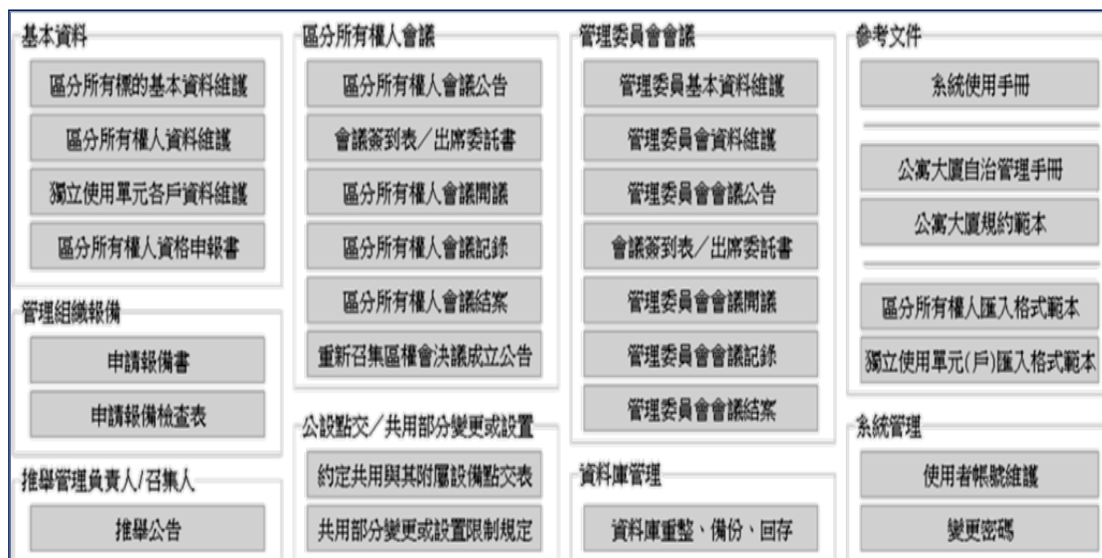 基本資料
區分所有標的基本資料維護
區分所有權人資料維護
獨立使用單元各戶資料維護
區分所有權人資格申報書
管理組織報備
申請報備書
申請報備檢查表
推舉管理負責人/召集人
推舉公告
區分所有權人會議
區分所有權人會議公告
會議簽到表／出席委託書
區分所有權人會議開議
區分所有權人會議記錄
區分所有權人會議結案
重新召集區權會決議成立公告
公設點交／共用部分變更或設置
約定共用與其附屬設備點交表
共用部分變更或設置限制規定
管理委員會會議
管理委員基本資料維護
管理委員會資料維護
管理委員會會議公告
會議簽到表／出席委託書
管理委員會會議開議
管理委員會會議記錄
管理委員會會議結案
資料庫管理
資料庫重整、備份、回存
參考文件
系統使用手冊
公寓大廈自治管理手冊
公寓大廈規約範本
區分所有權人匯入格式範本
獨立使用單元(戶)匯入格式範本
系統管理
使用者帳號維護
變更密碼